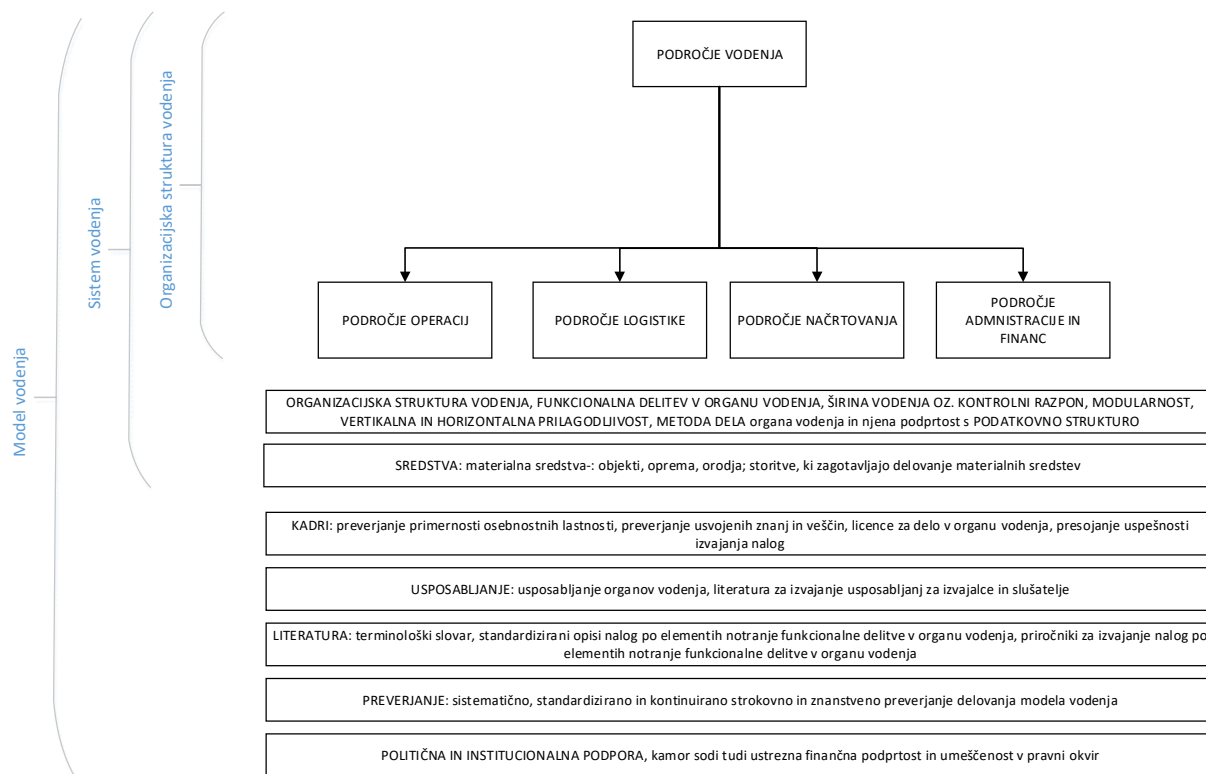 Model vodenja
Sistem vodenja
Organizacijska struktura vodenja
PODROČJE VODENJA
PODROČJE OPERACIJ
PODROČJE LOGISTIKE
PODROČJE NAČRTOVANJA
PODROČJE
ADMNISTRACIJE IN
FINANC
ORGANIZACIJSKA STRUKTURA VODENJA, FUNKCIONALNA DELITEV V ORGANU VODENJA, ŠIRINA VODENJA OZ. KONTROLNI RAZPON, MODULARNOST,
VERTIKALNA IN HORIZONTALNA PRILAGODLJIVOST, METODA DELA organa vodenja in njena podprtost s PODATKOVNO STRUKTURO
SREDSTVA: materialna sredstva-: objekti, oprema, orodja; storitve, ki zagotavljajo delovanje materialnih sredstev
KADRI: preverjanje primernosti osebnostnih lastnosti, preverjanje usvojenih znanj in veščin, licence za delo v organu vodenja, presojanje uspešnosti
izvajanja nalog
USPOSABLJANJE: usposabljanje organov vodenja, literatura za izvajanje usposabljanj za izvajalce in slušatelje
LITERATURA: terminološki slovar, standardizirani opisi nalog po elementih notranje funkcionalne delitve v organu vodenja, priročniki za izvajanje nalog po
elementih notranje funkcionalne delitve v organu vodenja
PREVERJANJE: sistematično, standardizirano in kontinuirano strokovno in znanstveno preverjanje delovanja modela vodenja
POLITIČNA IN INSTITUCIONALNA PODPORA, kamor sodi tudi ustrezna finančna podprtost in umeščenost v pravni okvir